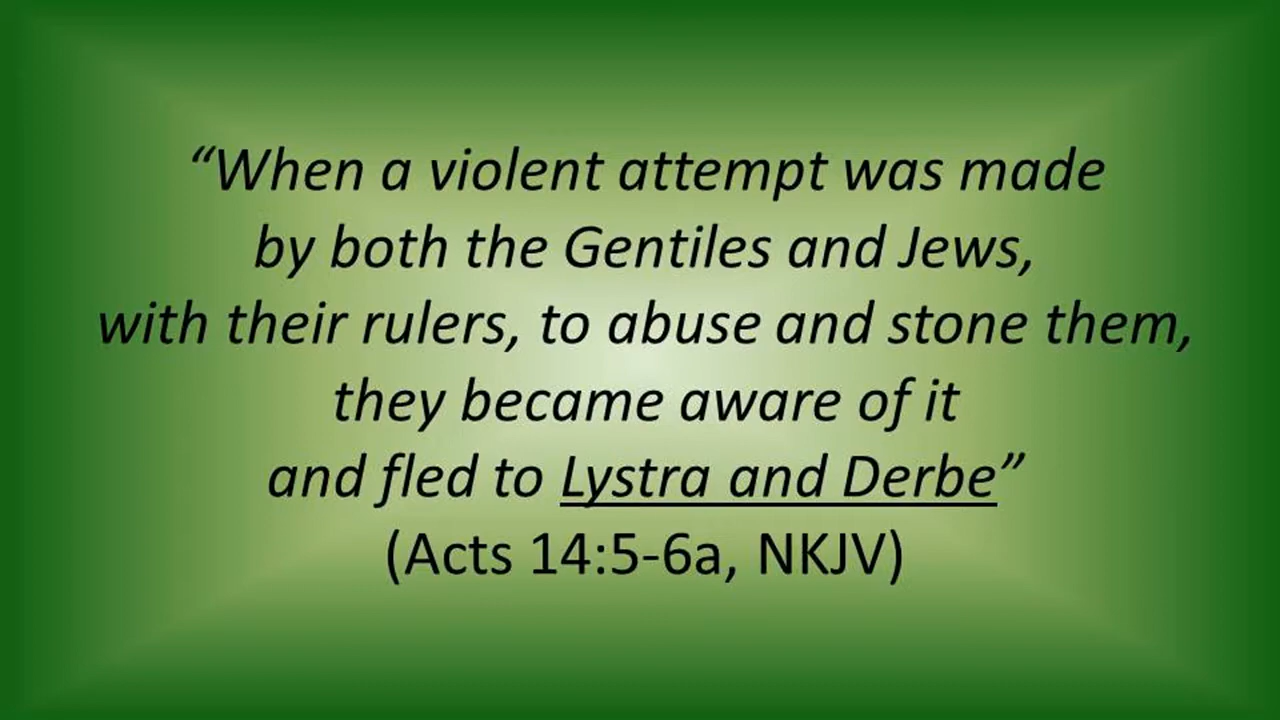 “When a violent attempt was made
by both the Gentiles and Jews,
with their rulers, to abuse and stone them,
they became aware of it
and fled to Lystra and Derbe”
(Acts 14:5-6a, NKJV)